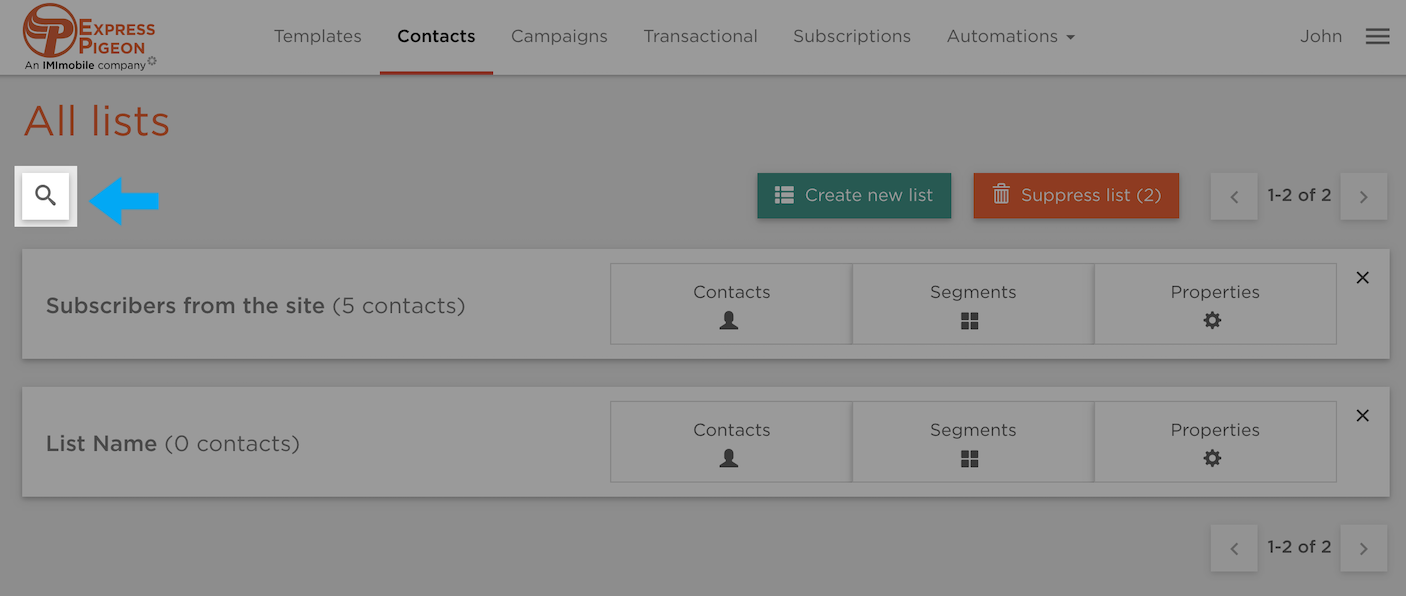 EXPRESS
PIGEON
An IMImobile company
Templates Contacts Campaigns Transactional Subscriptions Automations John
All lists
Create new list Suppress list (2) 1-2 of 2
Subscribers from the site (5 contacts) Contacts Segments Properties
List Name (0 contacts) Contacts Segments Properties
1-2 of 2